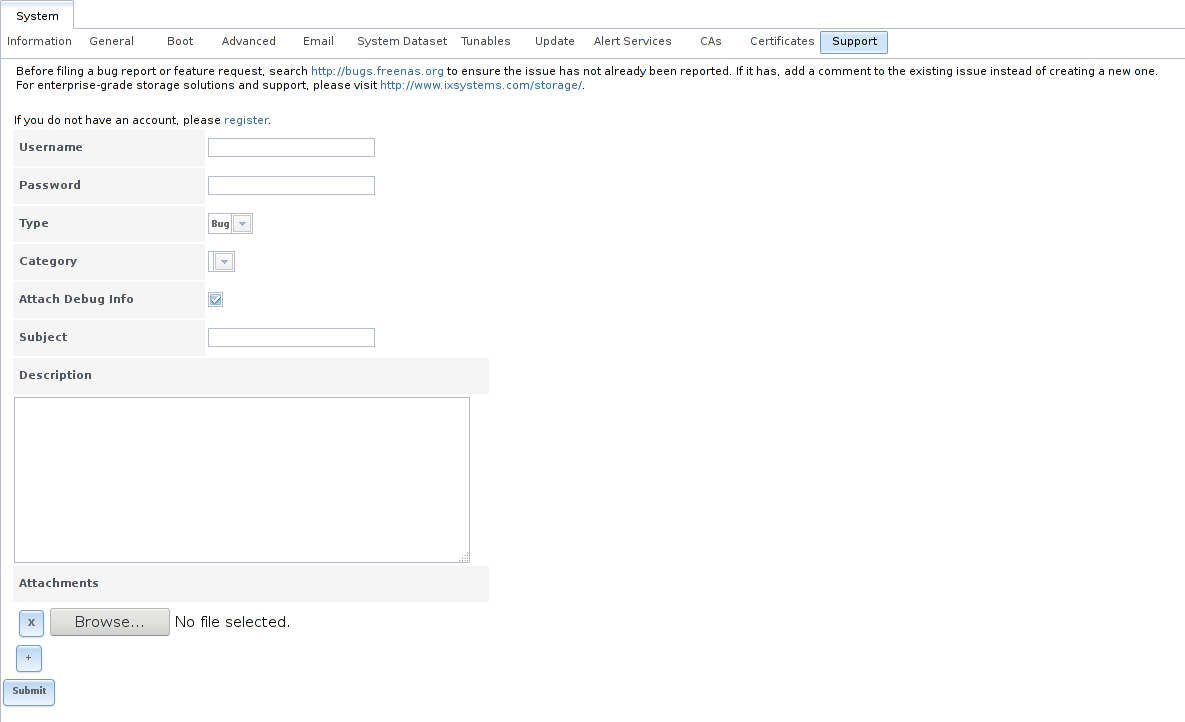 System
Information General Boot Advanced Email System Dataset Tunables Update Alert Services CAs Certificates Support
Before filing a bug report or feature request, search http://bugs.freenas.org to ensure the issue has not already been reported. If it has, add a comment to the existing issue instead of creating a new one.
For enterprise-grade storage solutions and support, please visit http://www.ixsystems.com/storage/.
If you do not have an account, please register.
Username
Password
Type Bug
Category
Attach Debug Info
Subject
Description
Attachments
X Browse... No file selected.
+
Submit